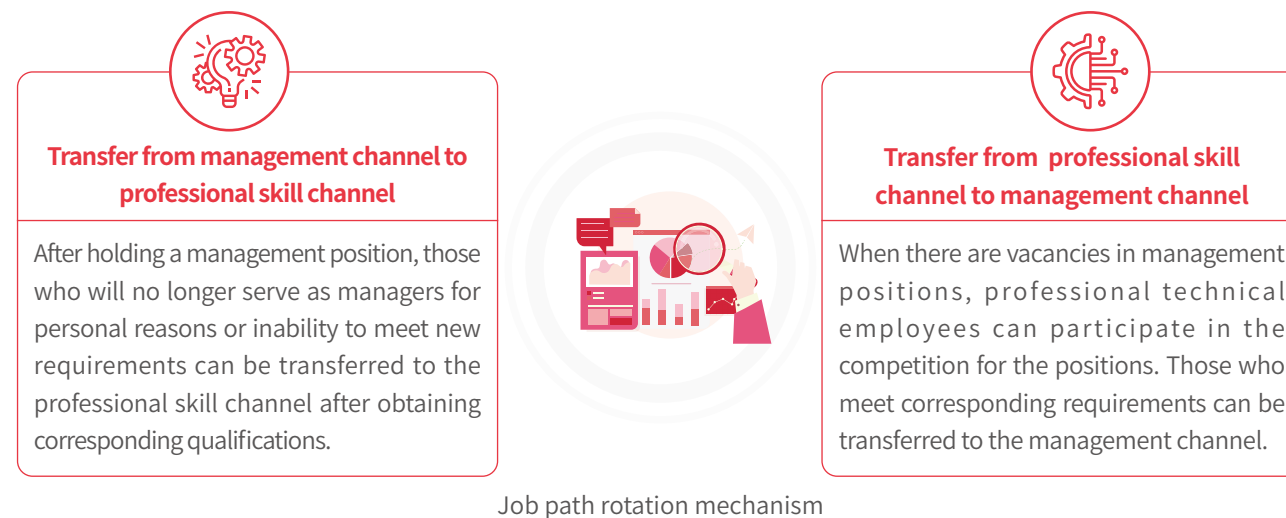 Transfer from management channel to
professional skill channel
After holding a management position, those
who will no longer serve as managers for
personal reasons or inability to meet new
requirements can be transferred to the
professional skill channel after obtaining
corresponding qualifications.
Transfer from professional skill
channel to management channel
When there are vacancies in management
positions, professional technical
employees can participate in the
competition for the positions. Those who
meet corresponding requirements can be
transferred to the management channel.
Job path rotation mechanism